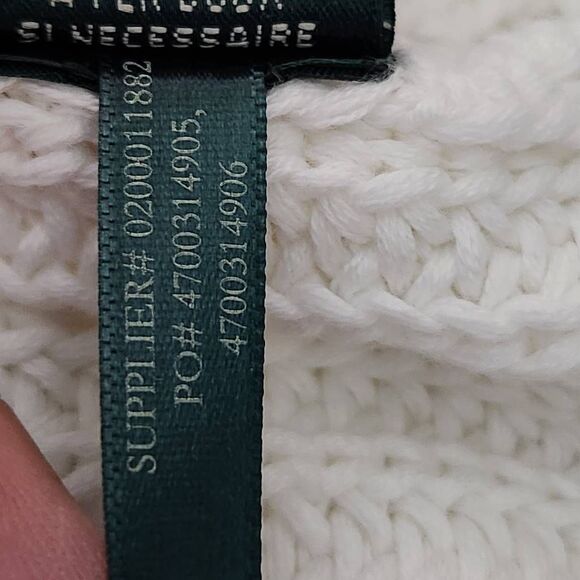 SI NECESSAIRE
SUPPLIER# 0200011882
PO# 4700314905,
4700314906